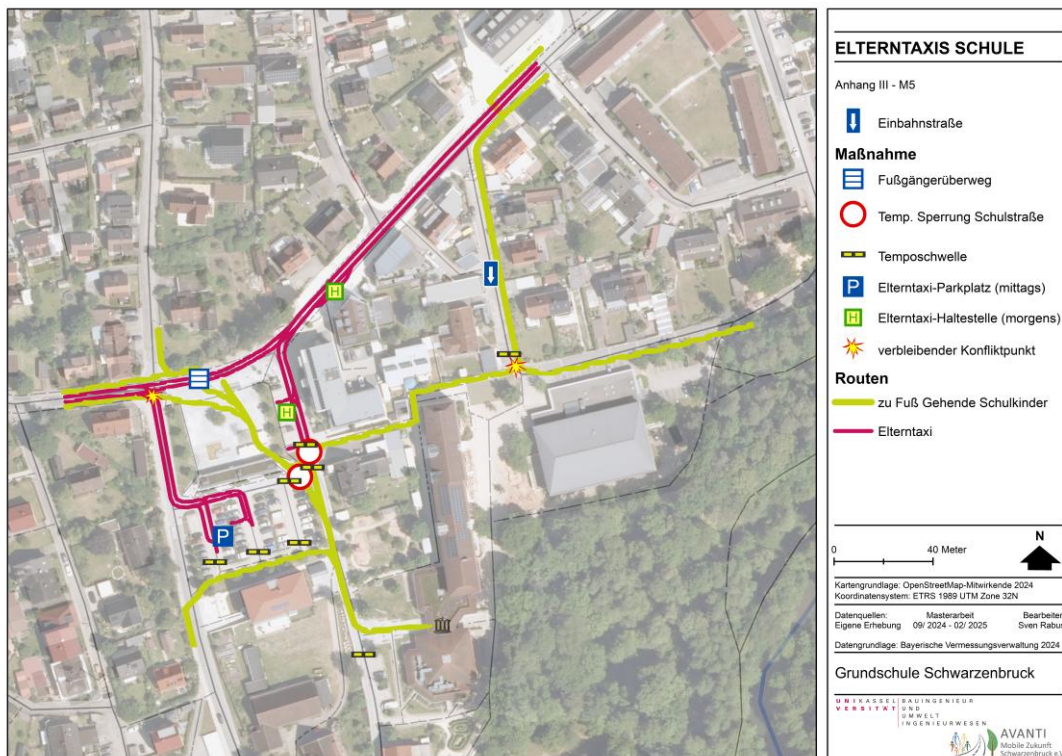 ELTERNTAXIS SCHULE
Anhang III - M5
Einbahnstraße
Maßnahme
Fußgängerüberweg
Temp. Sperrung Schulstraße
Temposchwelle
P Elterntaxi-Parkplatz (mittags)
H Elterntaxi-Haltestelle (morgens)
verbleibender Konfliktpunkt
Routen
zu Fuß Gehende Schulkinder
Elterntaxi
H
H
P
N
0 40 Meter
Kartengrundlage: OpenStreetMap-Mitwirkende 2024
Koordinatensystem: ETRS 1989 UTM Zone 32N
Datenquellen: Masterarbeit Bearbeiter
Eigene Erhebung 09/ 2024 - 02/ 2025 Sven Rabus
Datengrundlage: Bayerische Vermessungsverwaltung 2024
Grundschule Schwarzenbruck
UNIKASSEL BAUINGENIEUR
VERSITÄT UND
UMWELT
INGENIEURWESEN
AVANTI
Mobile Zukunft
Schwarzenbruck e.V.